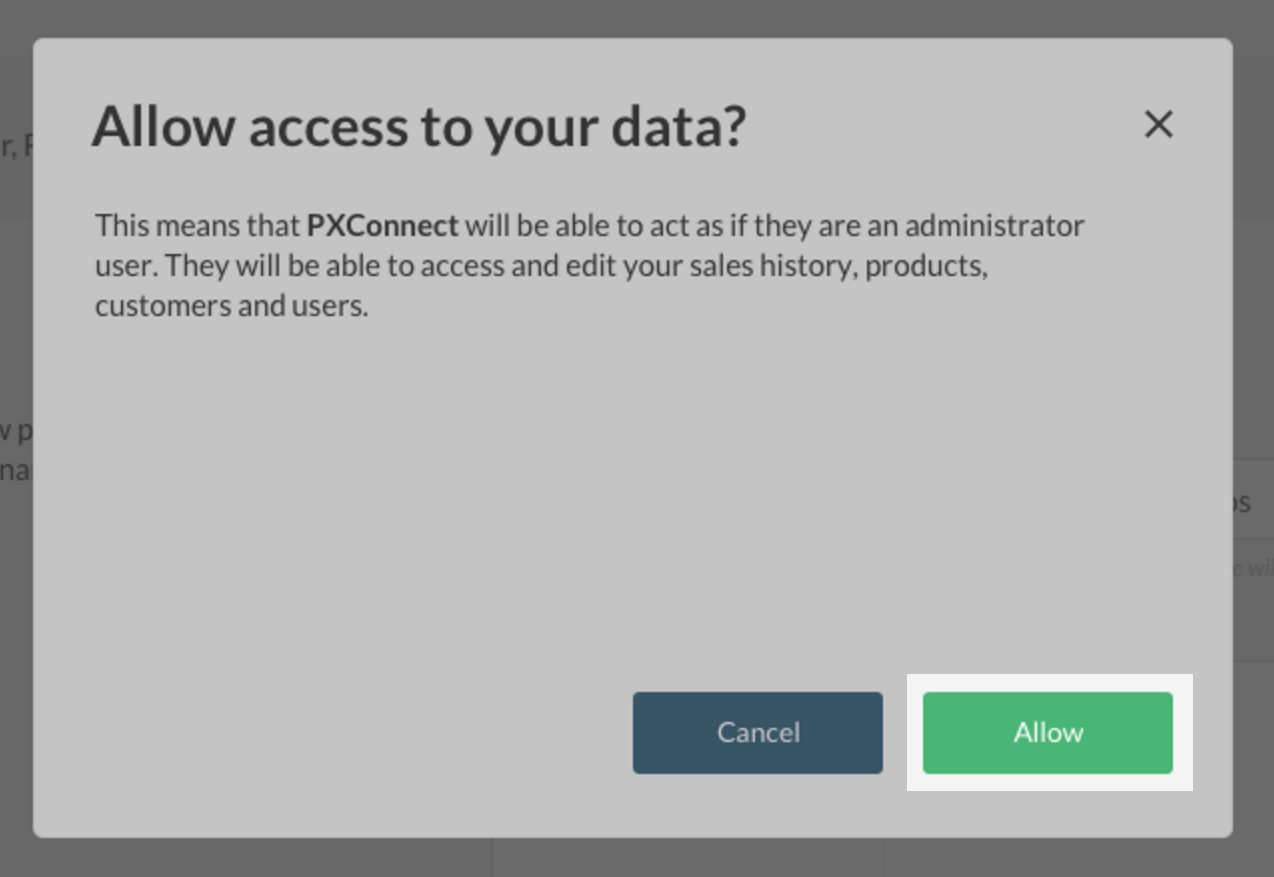 Allow access to your data?
This means that PXConnect will be able to act as if they are an administrator
user. They will be able to access and edit your sales history, products,
customers and users.
Cancel
Allow